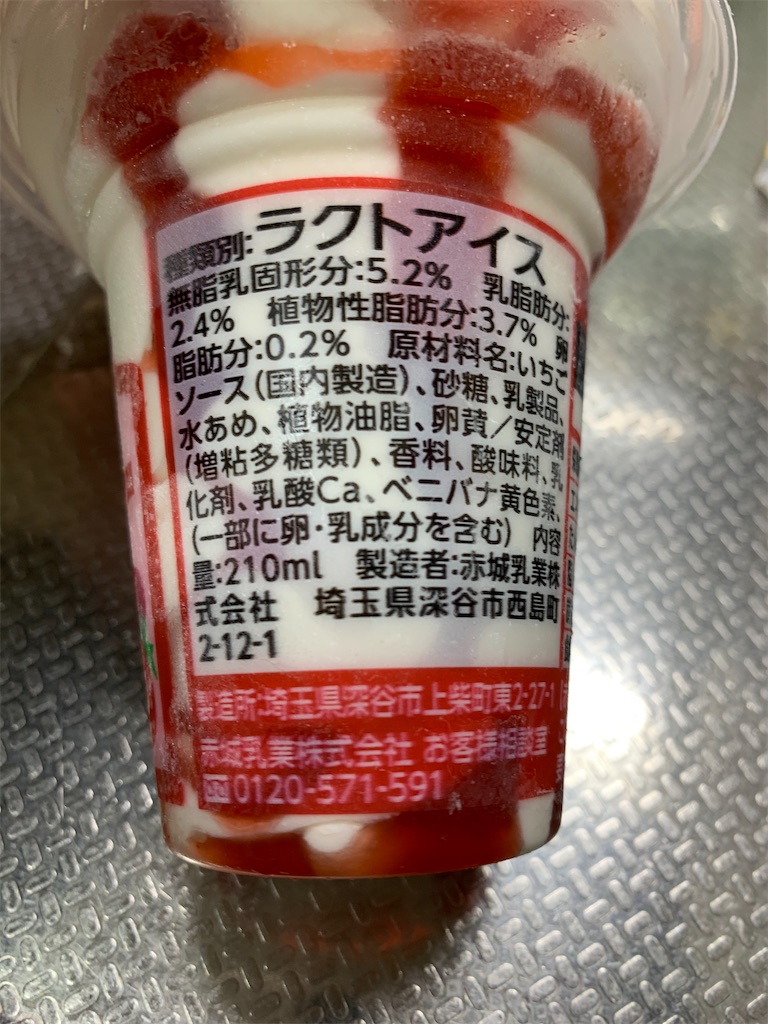 種類別:ラクトアイス
無脂乳固形分:5.2% 乳脂肪分:
2.4% 植物性脂肪分:3.7% 卵
脂肪分:0.2% 原材料名:いちご
ソース(国内製造)、砂糖、乳製品、
水あめ、植物油脂、卵黄/安定剤
(増粘多糖類)、香料、酸味料、乳
化剤、乳酸Ca、ベニバナ黄色素、
(一部に卵・乳成分を含む) 内容
量:210ml 製造者:赤城乳業株
式会社 埼玉県深谷市西島町
2-12-1
製造所:埼玉県深谷市上柴町東2-27-1
赤城乳業株式会社 お客様相談室
0120-571-591